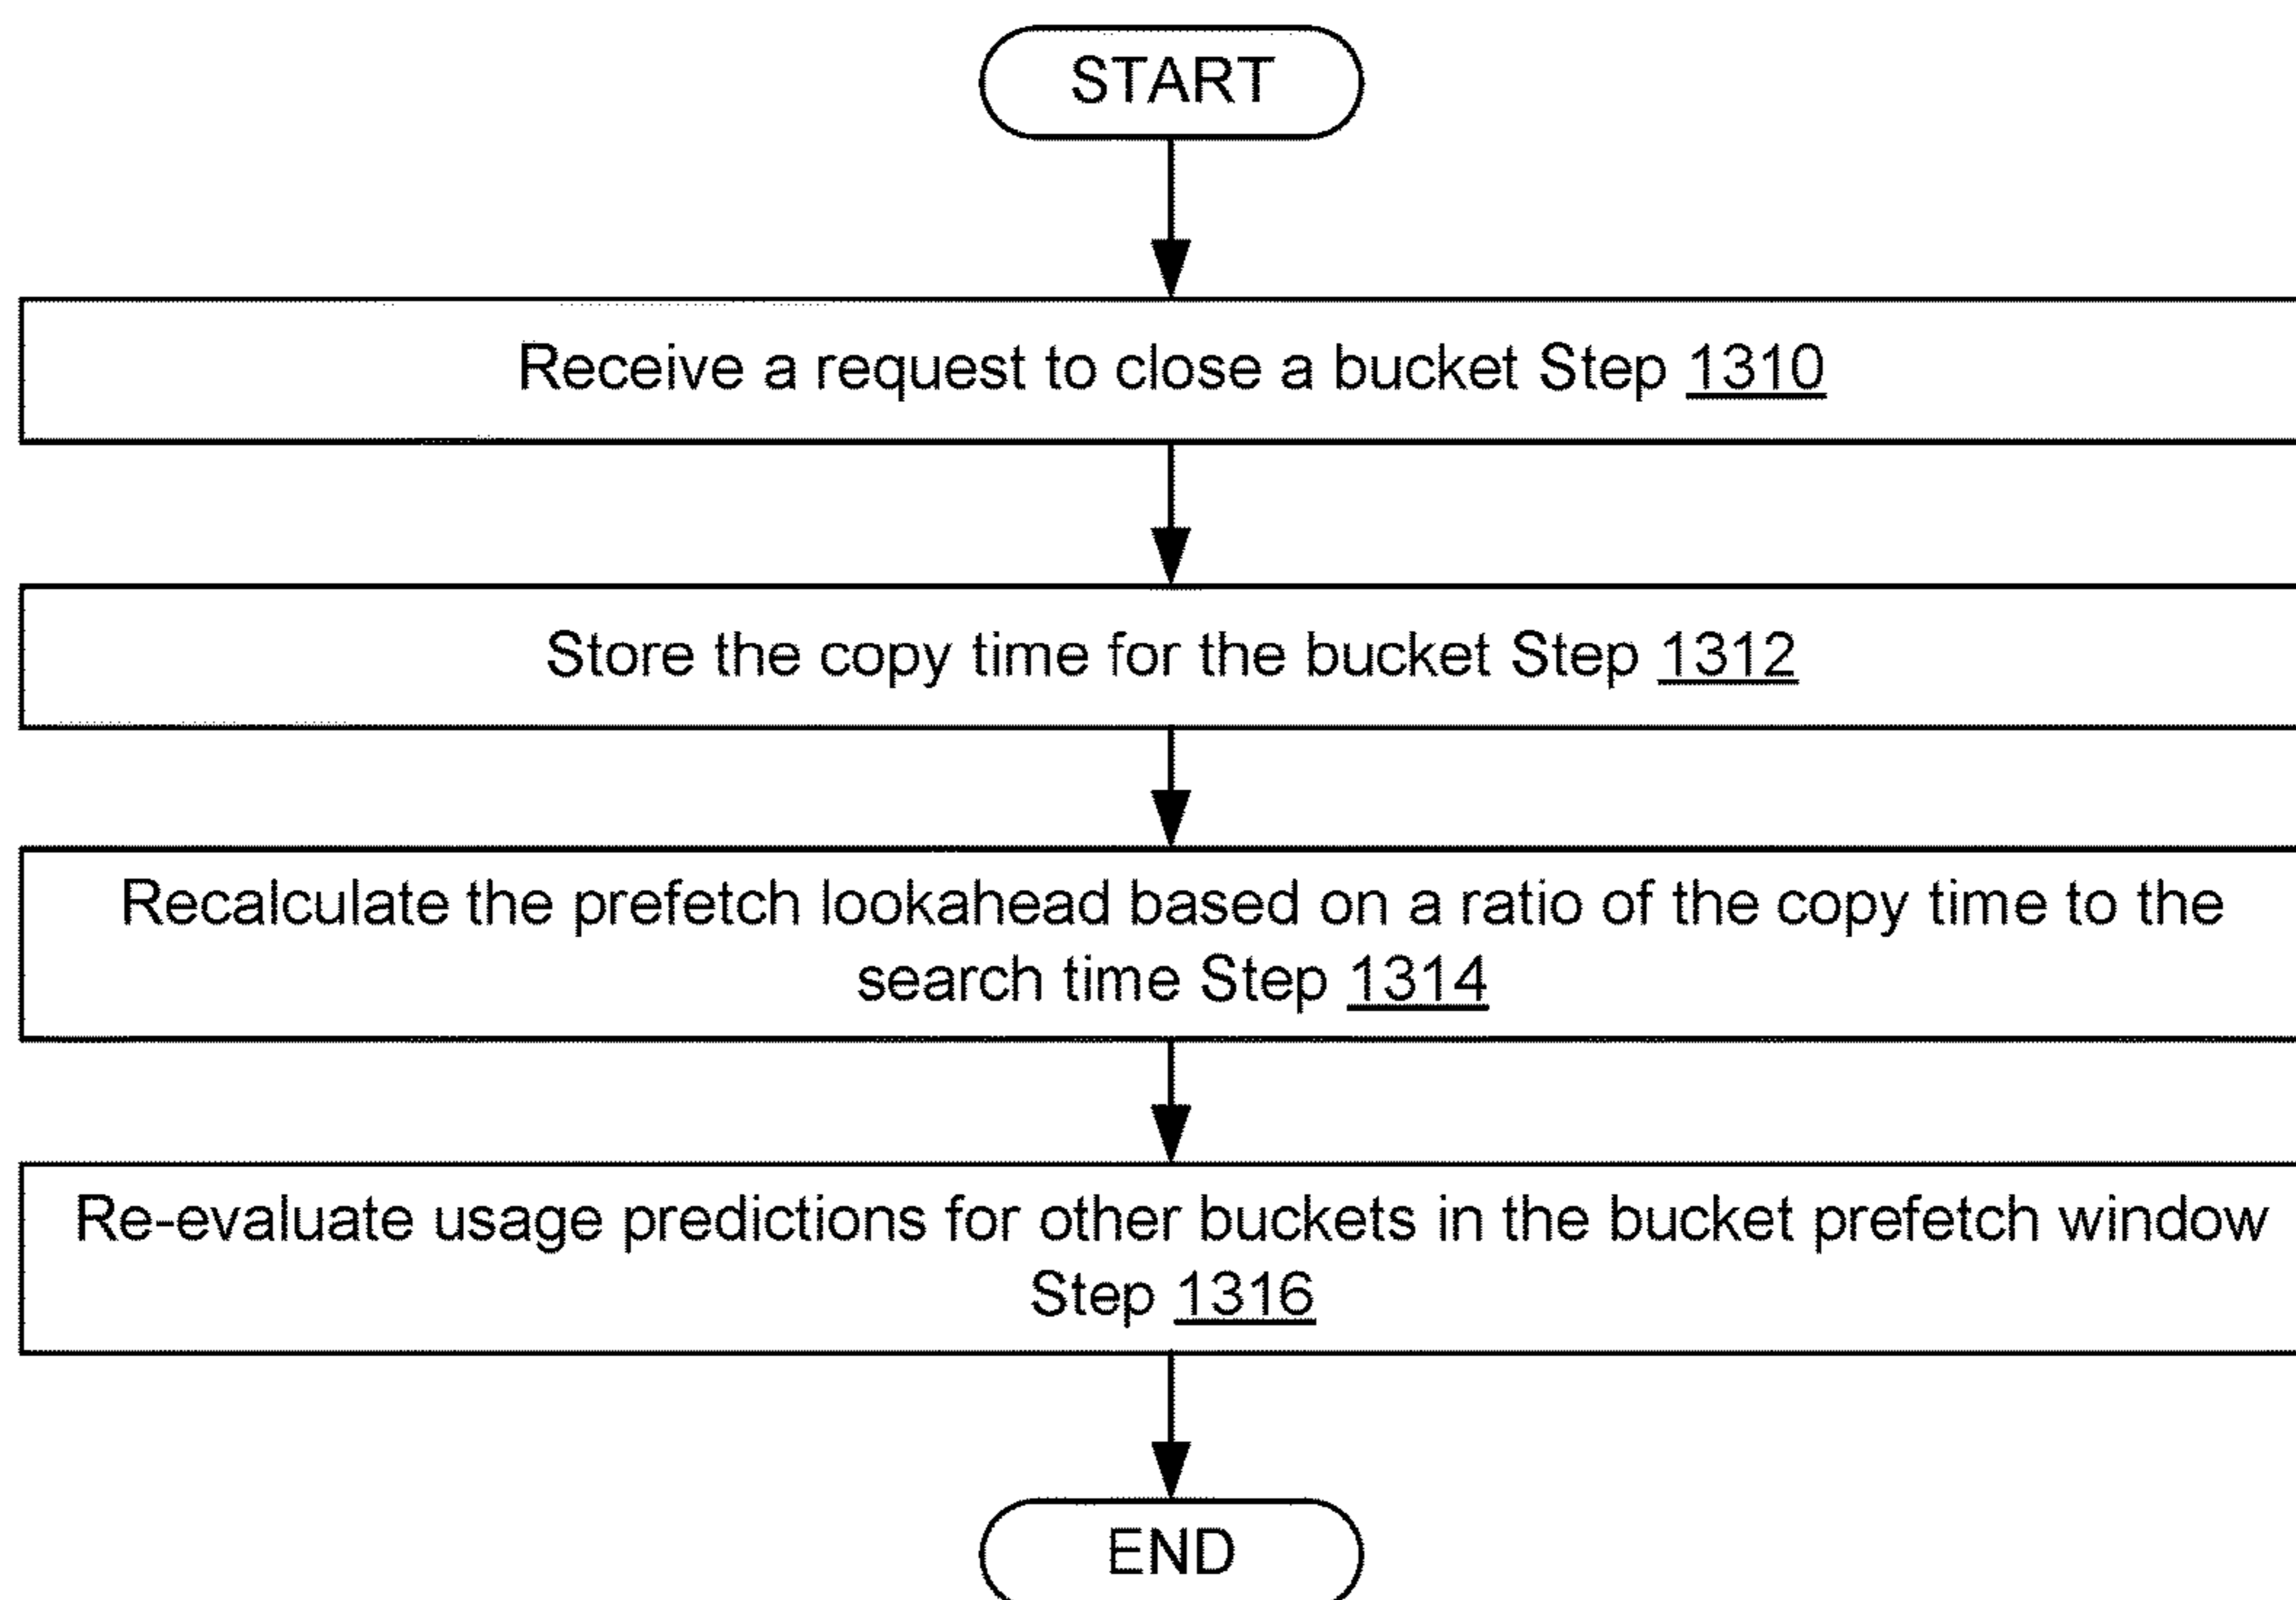 START
Receive a request to close a bucket Step 1310
Store the copy time for the bucket Step 1312
Recalculate the prefetch lookahead based on a ratio of the copy time to the
search time Step 1314
Re-evaluate usage predictions for other buckets in the bucket prefetch window
Step 1316
END